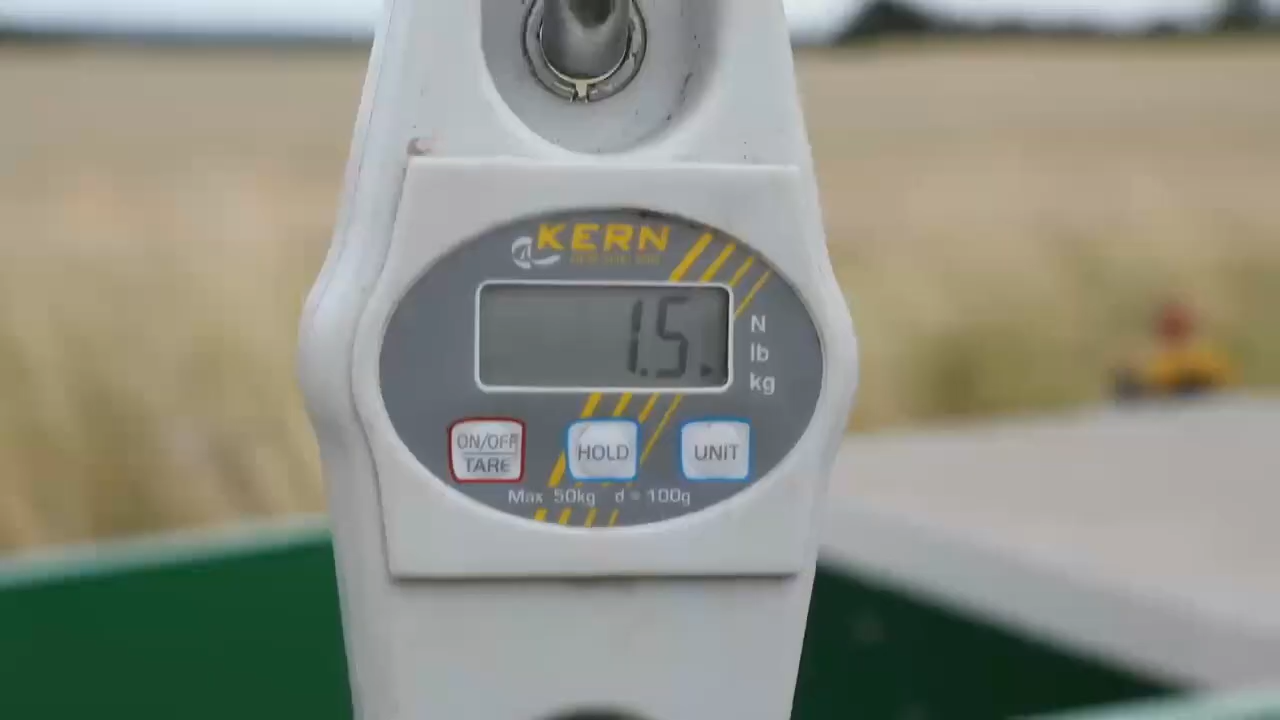 KERN
1.5
N
lb
kg
ON/OFF
TARE
HOLD
UNIT
Max 50kg d = 100g